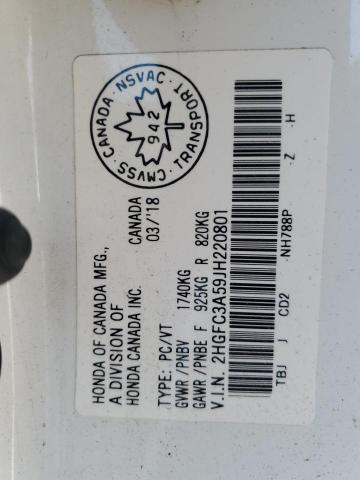 HONDA OF CANADA MFG.,
A DIVISION OF
HONDA CANADA INC.
CANADA
03/'18
CMVSS·CANADA·NSVAC·TRANSPORT
942
TYPE: PC/VT
GVWR/PNBV 1740KG
GAWR/PNBE F 925KG R 820KG
V.I.N. 2HGFC3A59JH220801
TBJ J CD2 -NH788P Z -H